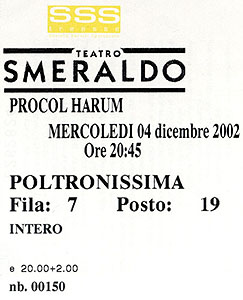 SSS
TEATRO
SMERALDO
PROCOL HARUM
MERCOLEDI 04 dicembre 2002
Ore 20:45
POLTRONISSIMA
Fila: 7 Posto: 19
INTERO
e 20.00+2.00
nb. 00150